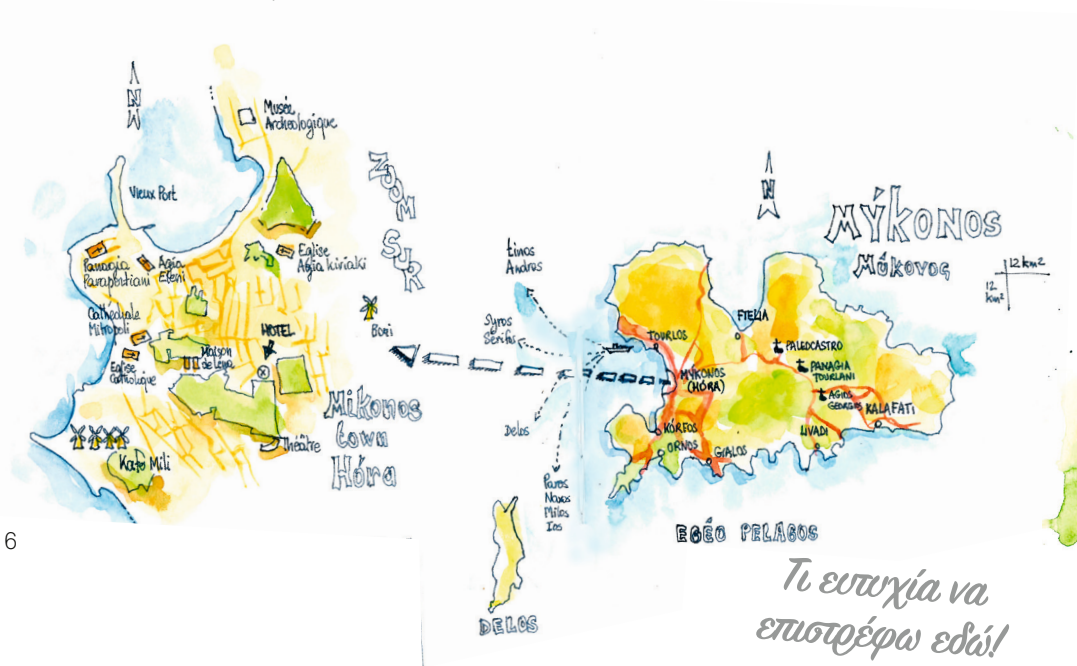 N
Musée
Archeologique
Vieux Port
ZOOM
SUR
Panagia
Paraportiani
Agia
Eleni
Eglise
Agia Kiriaki
Cathédrale
Mitropoli
Eglise
Catholique
Maison
de Lena
HOTEL
Boni
Mikonos
town
Hóra
Théâtre
Kato Mili
6
N
MÝKONOS
Μύκονος
12 km²
12
km²
tinos
Andros
Syros
Serifos
Delos
Paros
Naxos
Milos
Ios
TOURLOS
FTELIA
PALEOCASTRO
PANAGIA
TOURLANI
MYKONOS
(HÓRA)
AGIOS
GEORGIOS
KALAFATI
KÓRFOS
ORNOS
GIALOS
LIVADI
EGÉO PELAGOS
DELOS
Τι ευτυχία να
επιστρέφω εδώ!